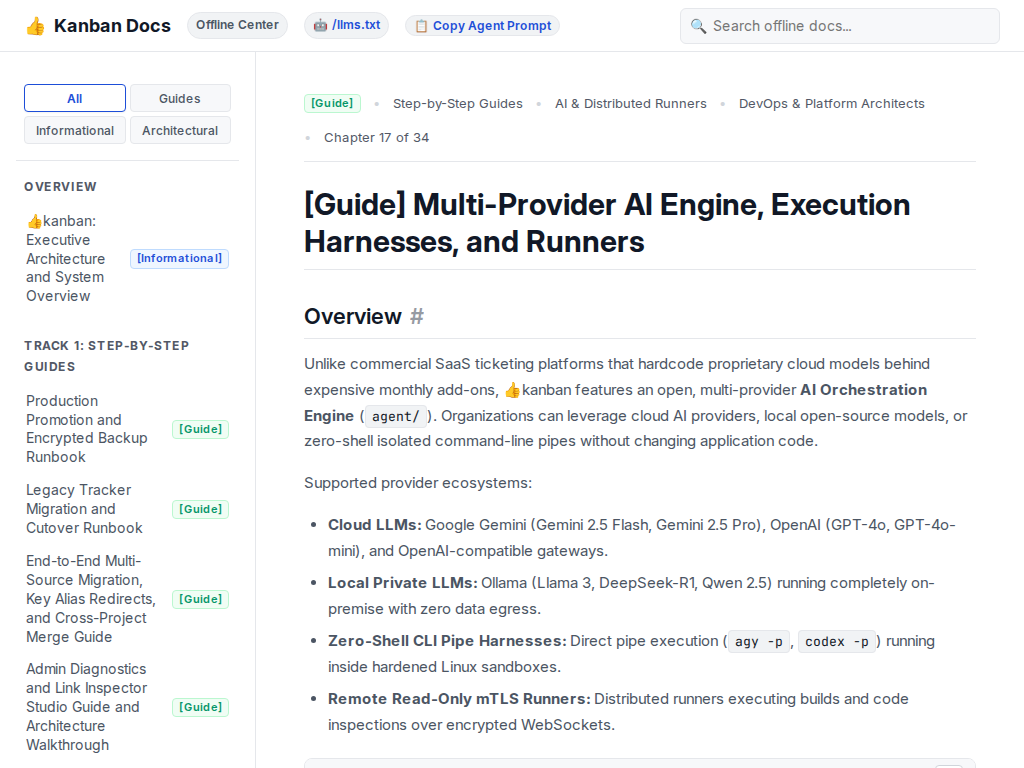 👍 Kanban Docs
Offline Center
🤖 /llms.txt
📋 Copy Agent Prompt
🔍 Search offline docs...
All
Guides
Informational
Architectural
OVERVIEW
👍kanban:
Executive
Architecture
and System
Overview
[Informational]
TRACK 1: STEP-BY-STEP
GUIDES
Production
Promotion and
Encrypted Backup
Runbook
[Guide]
Legacy Tracker
Migration and
Cutover Runbook
[Guide]
End-to-End Multi-
Source Migration,
Key Alias Redirects,
and Cross-Project
Merge Guide
[Guide]
Admin Diagnostics
and Link Inspector
Studio Guide and
Architecture
Walkthrough
[Guide]
[Guide] • Step-by-Step Guides • AI & Distributed Runners • DevOps & Platform Architects
• Chapter 17 of 34
[Guide] Multi-Provider AI Engine, Execution
Harnesses, and Runners
Overview #
Unlike commercial SaaS ticketing platforms that hardcode proprietary cloud models behind
expensive monthly add-ons, 👍kanban features an open, multi-provider AI Orchestration
Engine (agent/). Organizations can leverage cloud AI providers, local open-source models, or
zero-shell isolated command-line pipes without changing application code.
Supported provider ecosystems:
• Cloud LLMs: Google Gemini (Gemini 2.5 Flash, Gemini 2.5 Pro), OpenAI (GPT-4o, GPT-4o-
mini), and OpenAI-compatible gateways.
• Local Private LLMs: Ollama (Llama 3, DeepSeek-R1, Qwen 2.5) running completely on-
premise with zero data egress.
• Zero-Shell CLI Pipe Harnesses: Direct pipe execution (agy -p, codex -p) running
inside hardened Linux sandboxes.
• Remote Read-Only mTLS Runners: Distributed runners executing builds and code
inspections over encrypted WebSockets.